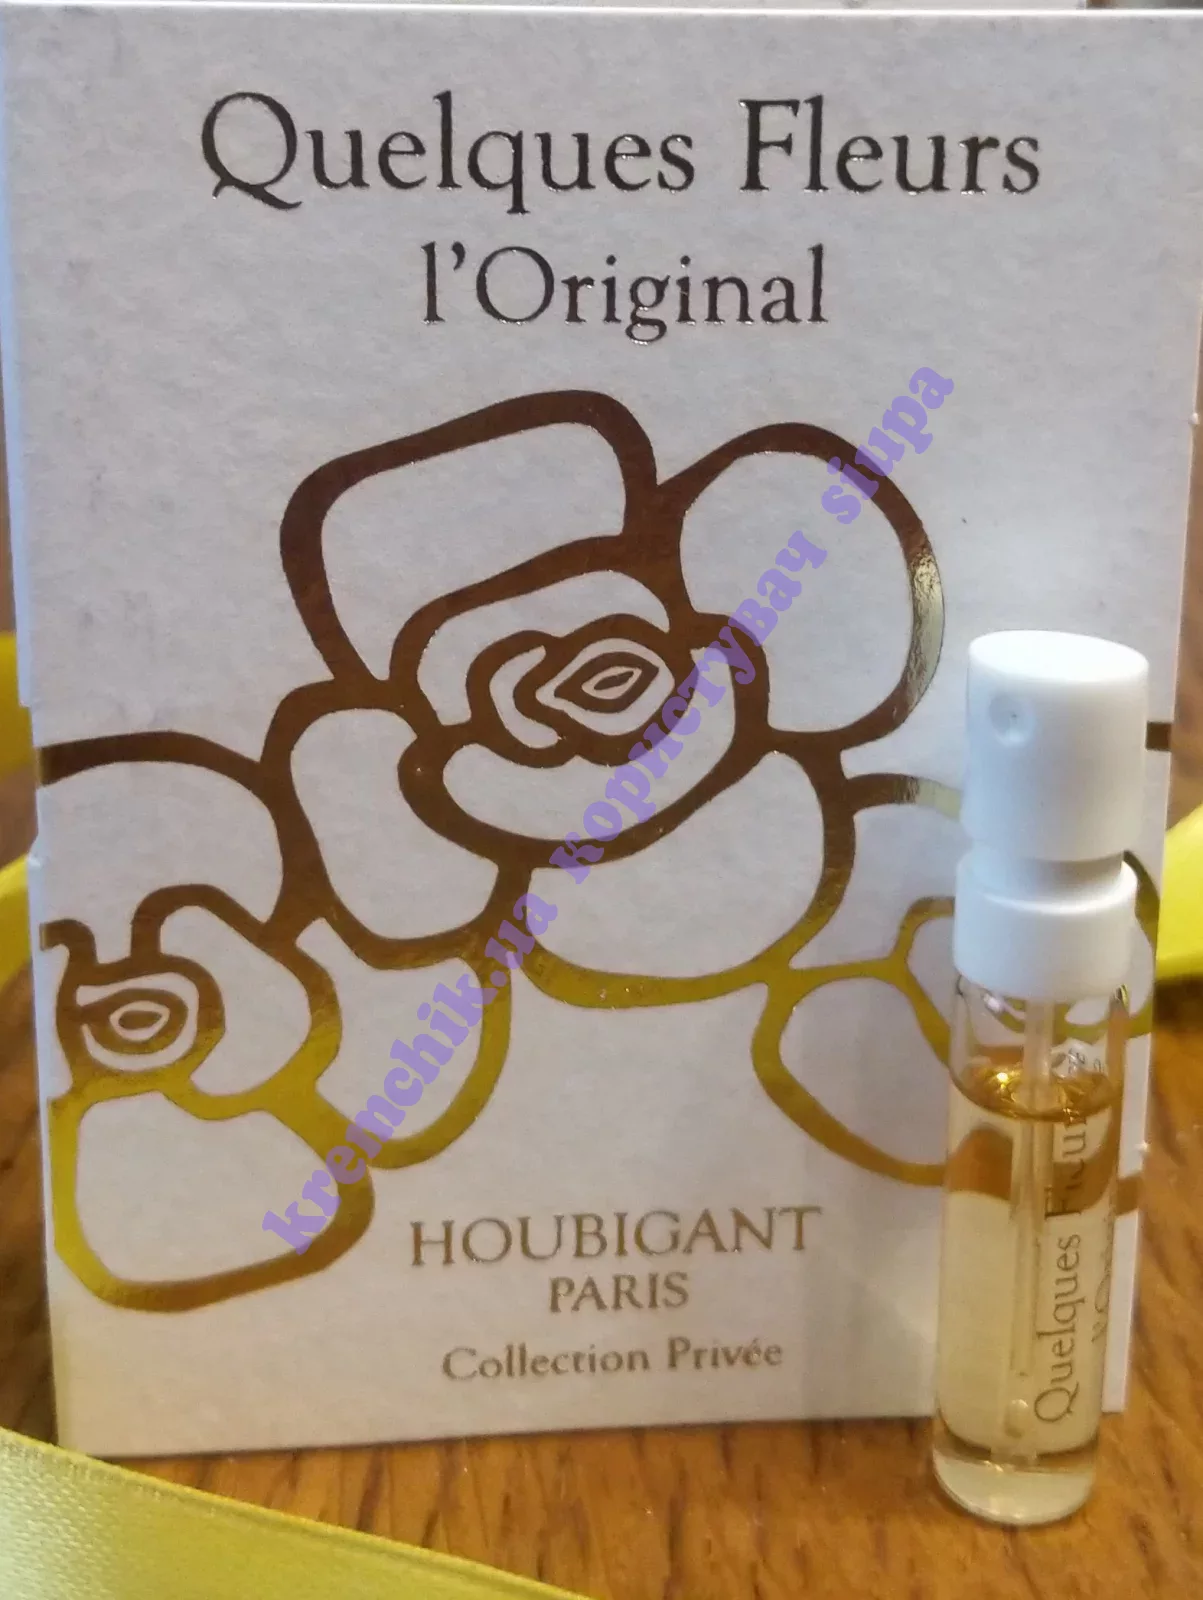 Quelques Fleurs
l'Original
kremchik.ua користувач siupa
HOUBIGANT
PARIS
Collection Privée
Quelques Fleurs